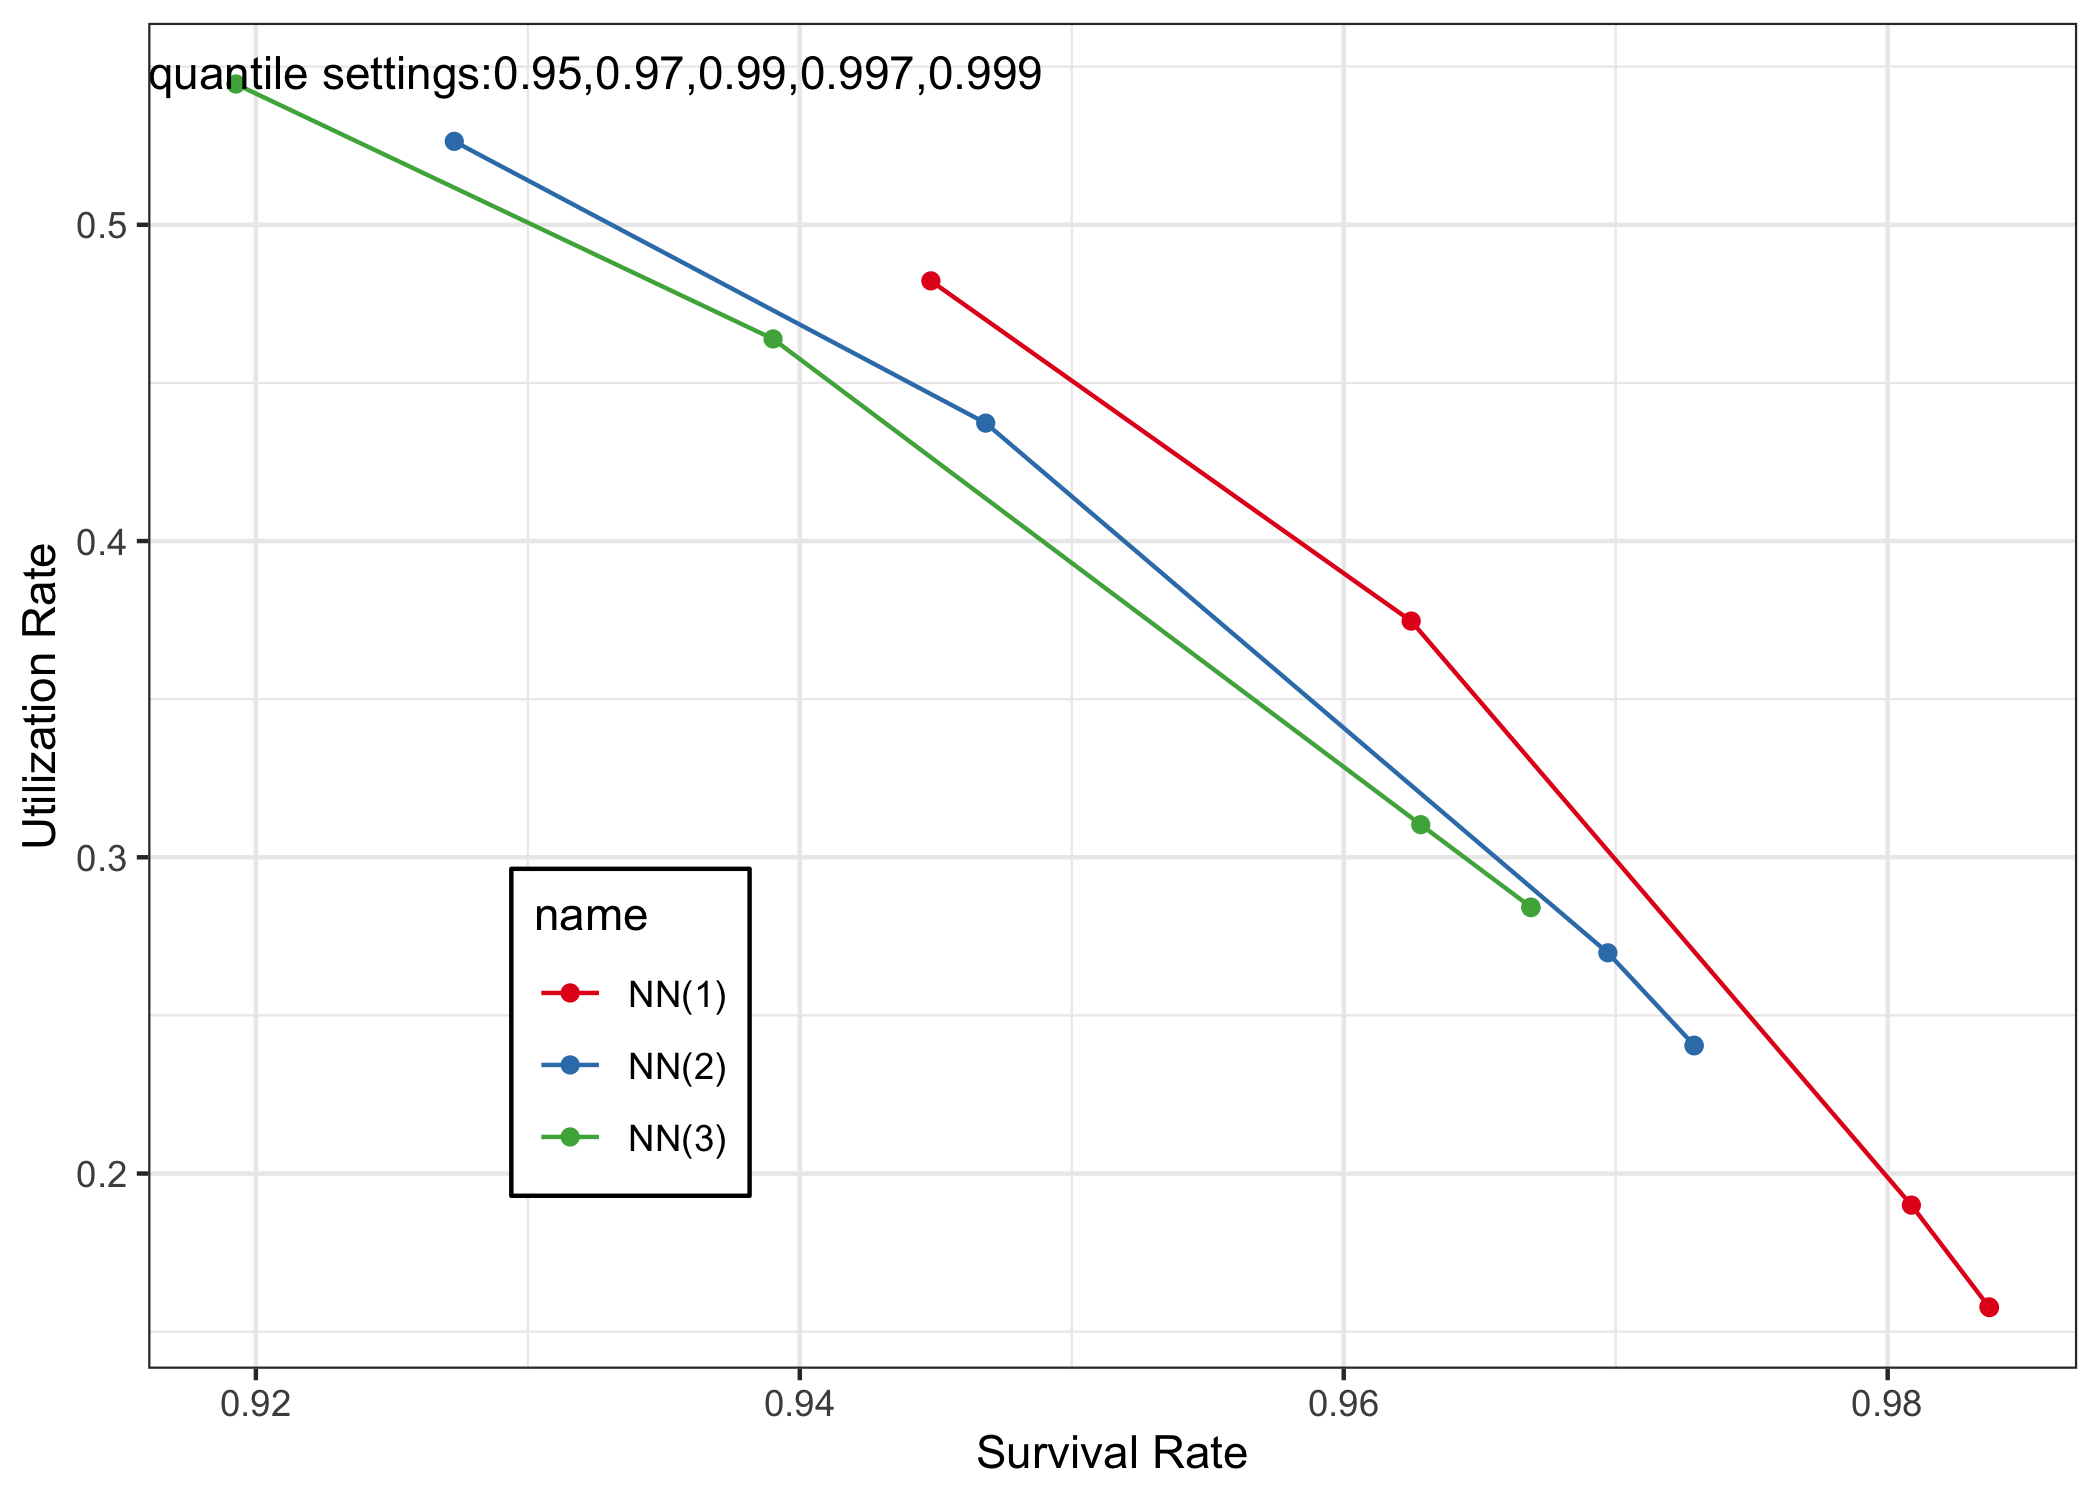 quantile settings:0.95,0.97,0.99,0.997,0.999
0.5
0.4
0.3
0.2
Utilization Rate
name
NN(1)
NN(2)
NN(3)
0.92 0.94 0.96 0.98
Survival Rate